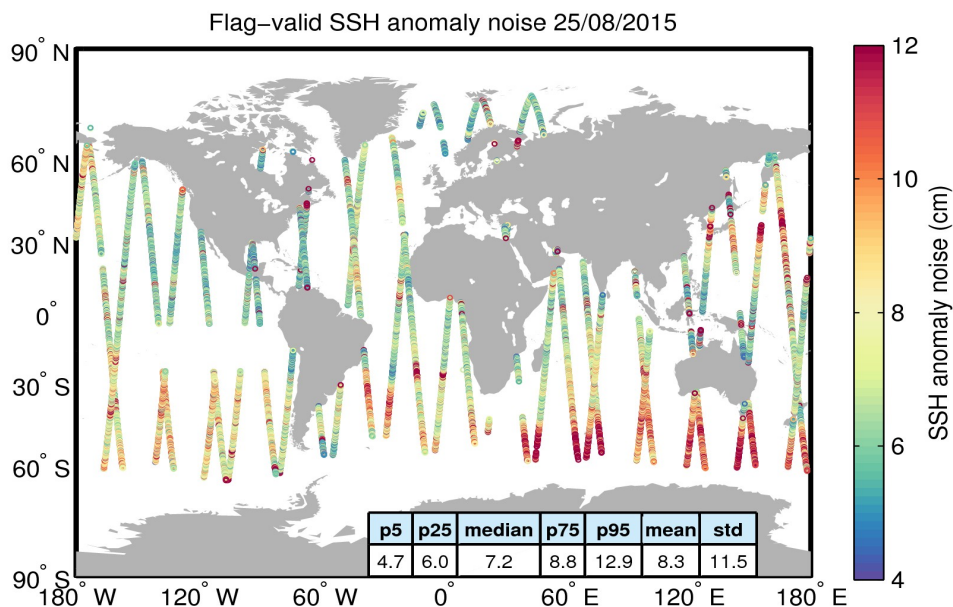 Flag−valid SSH anomaly noise 25/08/2015
90° N
60° N
30° N
0°
30° S
60° S
90° S
180° W 120° W 60° W 0° 60° E 120° E 180° E
p5 p25 median p75 p95 mean std
4.7 6.0 7.2 8.8 12.9 8.3 11.5
12
10
8
6
4
SSH anomaly noise (cm)